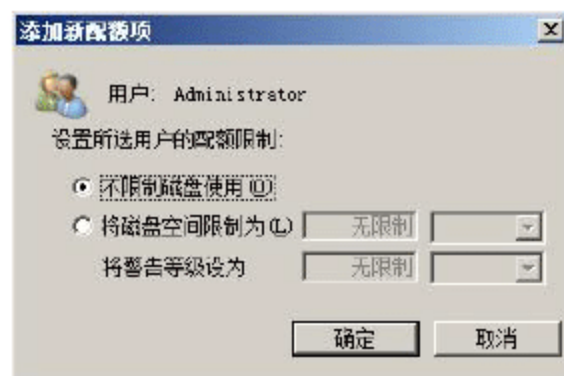 添加新配额项
用户: Administrator
设置所选用户的配额限制:
不限制磁盘使用(O)
将磁盘空间限制为(L) 无限制
将警告等级设为 无限制
确定 取消